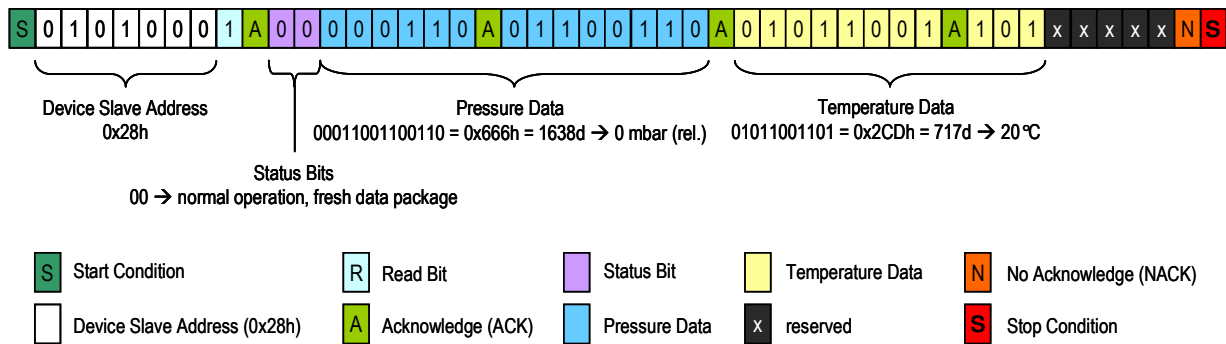 S 0 1 0 1 0 0 0 1 A 0 0 0 0 0 1 1 0 A 0 1 1 0 0 1 1 0 A 0 1 0 1 1 0 0 1 A 1 0 1 x x x x x N S
Device Slave Address
0x28h
Pressure Data
00011001100110 = 0x666h = 1638d → 0 mbar (rel.)
Temperature Data
01011001101 = 0x2CDh = 717d → 20°C
Status Bits
00 → normal operation, fresh data package
S Start Condition
R Read Bit
Status Bit
Temperature Data
N No Acknowledge (NACK)
Device Slave Address (0x28h)
A Acknowledge (ACK)
Pressure Data
x reserved
S Stop Condition